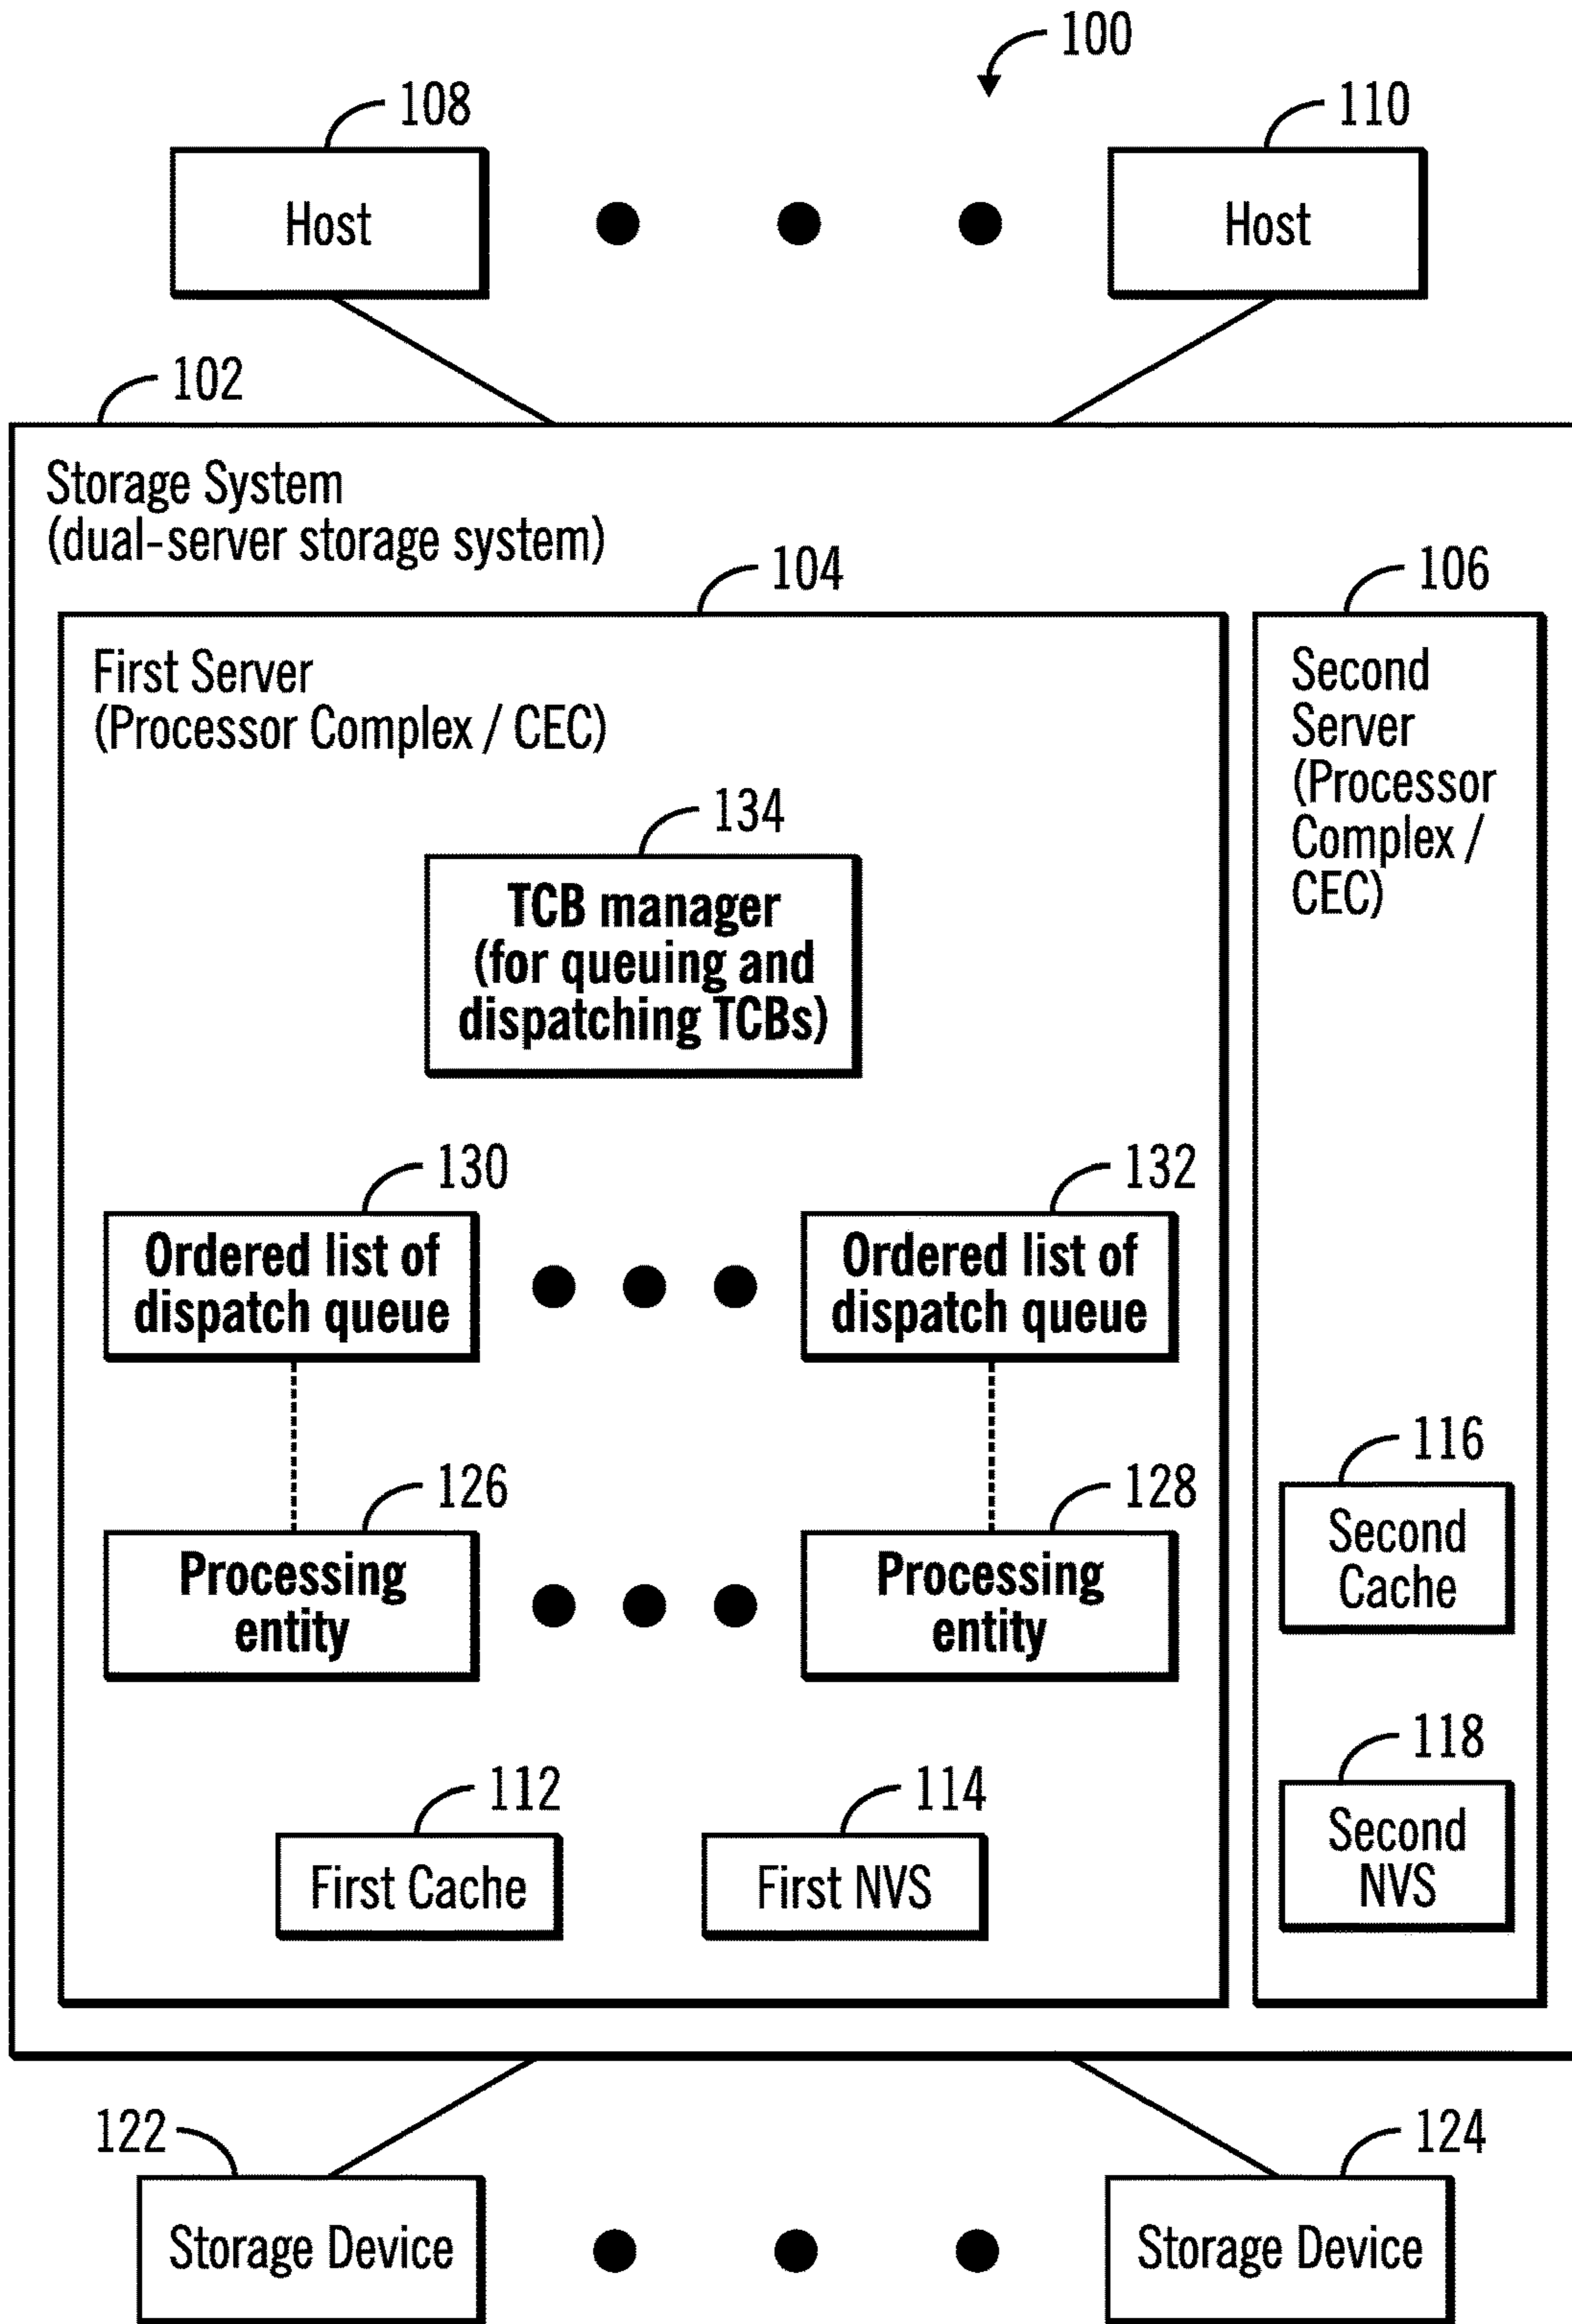 100
108
110
Host
Host
102
Storage System
(dual-server storage system)
104
106
First Server
(Processor Complex / CEC)
Second
Server
(Processor
Complex /
CEC)
134
TCB manager
(for queuing and
dispatching TCBs)
130
132
Ordered list of
dispatch queue
Ordered list of
dispatch queue
116
Second
Cache
126
128
Processing
entity
Processing
entity
118
Second
NVS
112
114
First Cache
First NVS
122
124
Storage Device
Storage Device